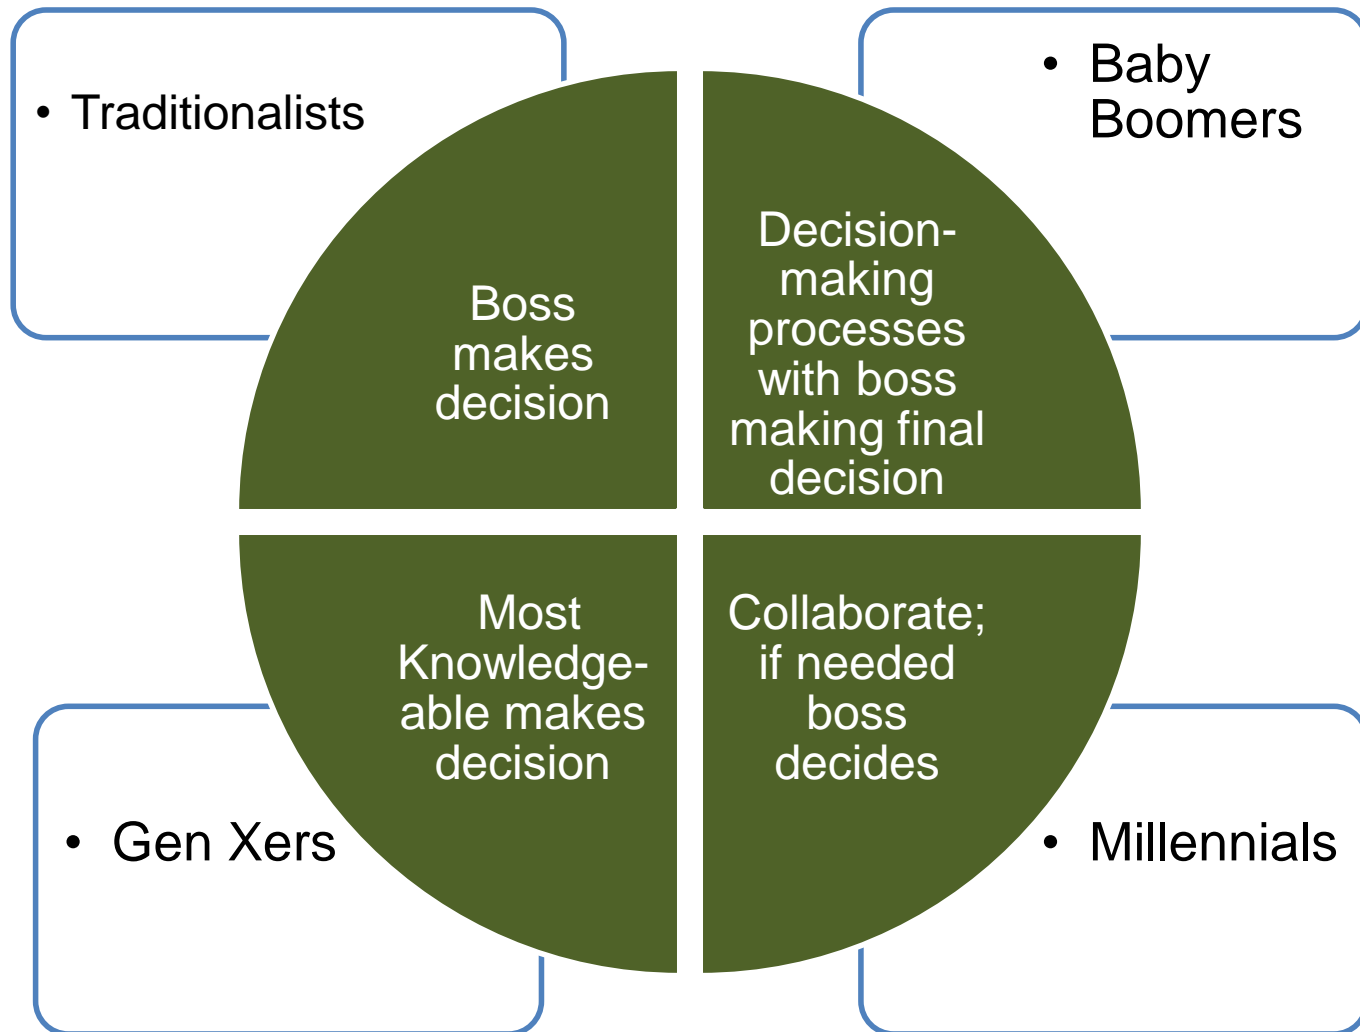 • Traditionalists
• Baby
Boomers
Boss
makes
decision
Decision-
making
processes
with boss
making final
decision
Most
Knowledge-
able makes
decision
Collaborate;
if needed
boss
decides
• Gen Xers
• Millennials